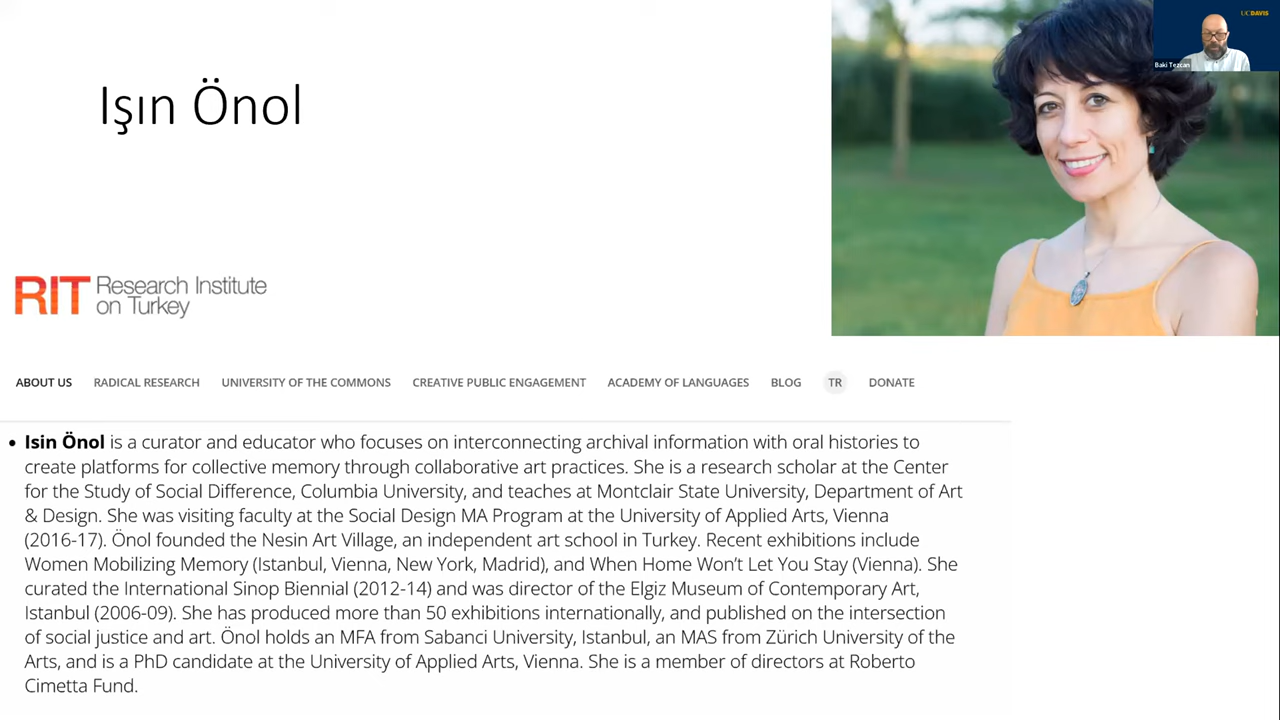 UCDAVIS
Baki Tezcan
Işın Önol
RIT Research Institute
on Turkey
ABOUT US RADICAL RESEARCH UNIVERSITY OF THE COMMONS CREATIVE PUBLIC ENGAGEMENT ACADEMY OF LANGUAGES BLOG TR DONATE
• Isin Önol is a curator and educator who focuses on interconnecting archival information with oral histories to
create platforms for collective memory through collaborative art practices. She is a research scholar at the Center
for the Study of Social Difference, Columbia University, and teaches at Montclair State University, Department of Art
& Design. She was visiting faculty at the Social Design MA Program at the University of Applied Arts, Vienna
(2016-17). Önol founded the Nesin Art Village, an independent art school in Turkey. Recent exhibitions include
Women Mobilizing Memory (Istanbul, Vienna, New York, Madrid), and When Home Won’t Let You Stay (Vienna). She
curated the International Sinop Biennial (2012-14) and was director of the Elgiz Museum of Contemporary Art,
Istanbul (2006-09). She has produced more than 50 exhibitions internationally, and published on the intersection
of social justice and art. Önol holds an MFA from Sabanci University, Istanbul, an MAS from Zürich University of the
Arts, and is a PhD candidate at the University of Applied Arts, Vienna. She is a member of directors at Roberto
Cimetta Fund.